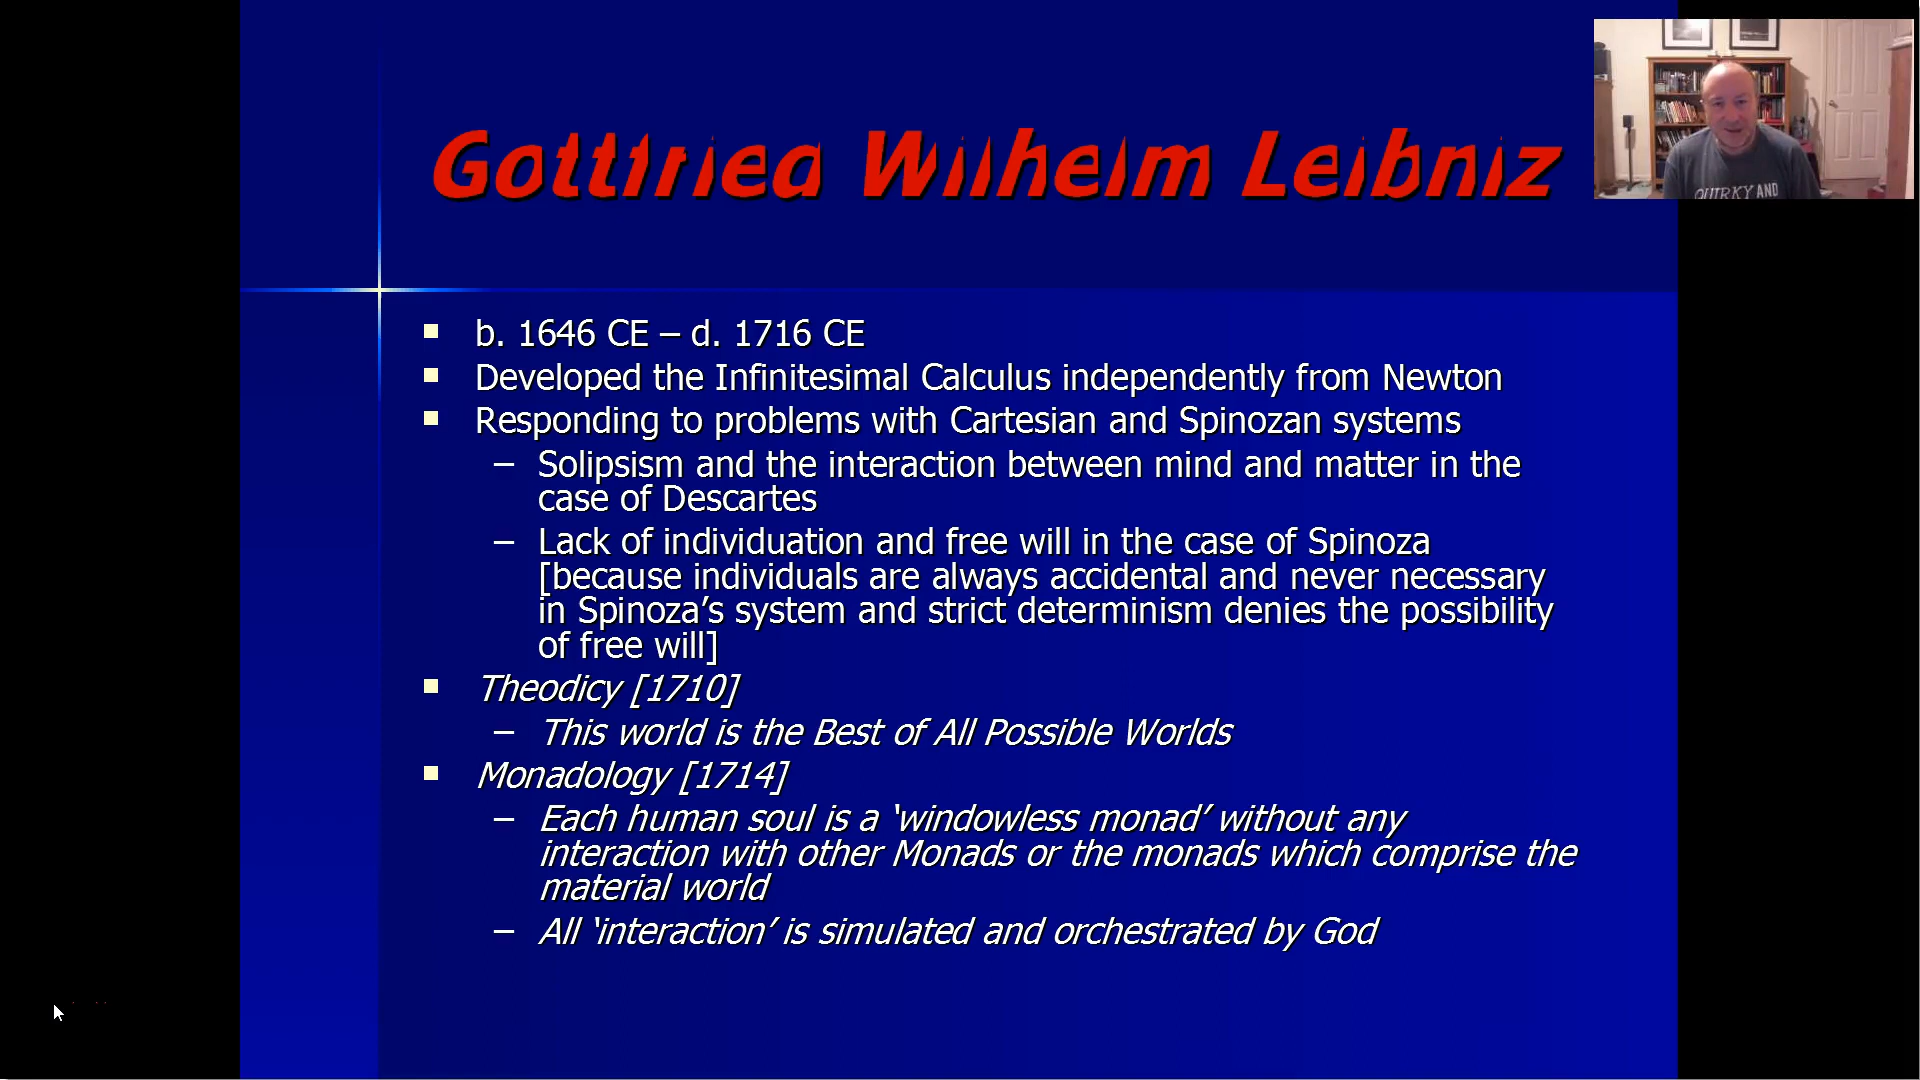 Gottfried Wilhelm Leibniz
QUIRKY AND
b. 1646 CE – d. 1716 CE
Developed the Infinitesimal Calculus independently from Newton
Responding to problems with Cartesian and Spinozan systems
– Solipsism and the interaction between mind and matter in the
case of Descartes
– Lack of individuation and free will in the case of Spinoza
[because individuals are always accidental and never necessary
in Spinoza’s system and strict determinism denies the possibility
of free will]
Theodicy [1710]
– This world is the Best of All Possible Worlds
Monadology [1714]
– Each human soul is a ‘windowless monad’ without any
interaction with other Monads or the monads which comprise the
material world
– All ‘interaction’ is simulated and orchestrated by God